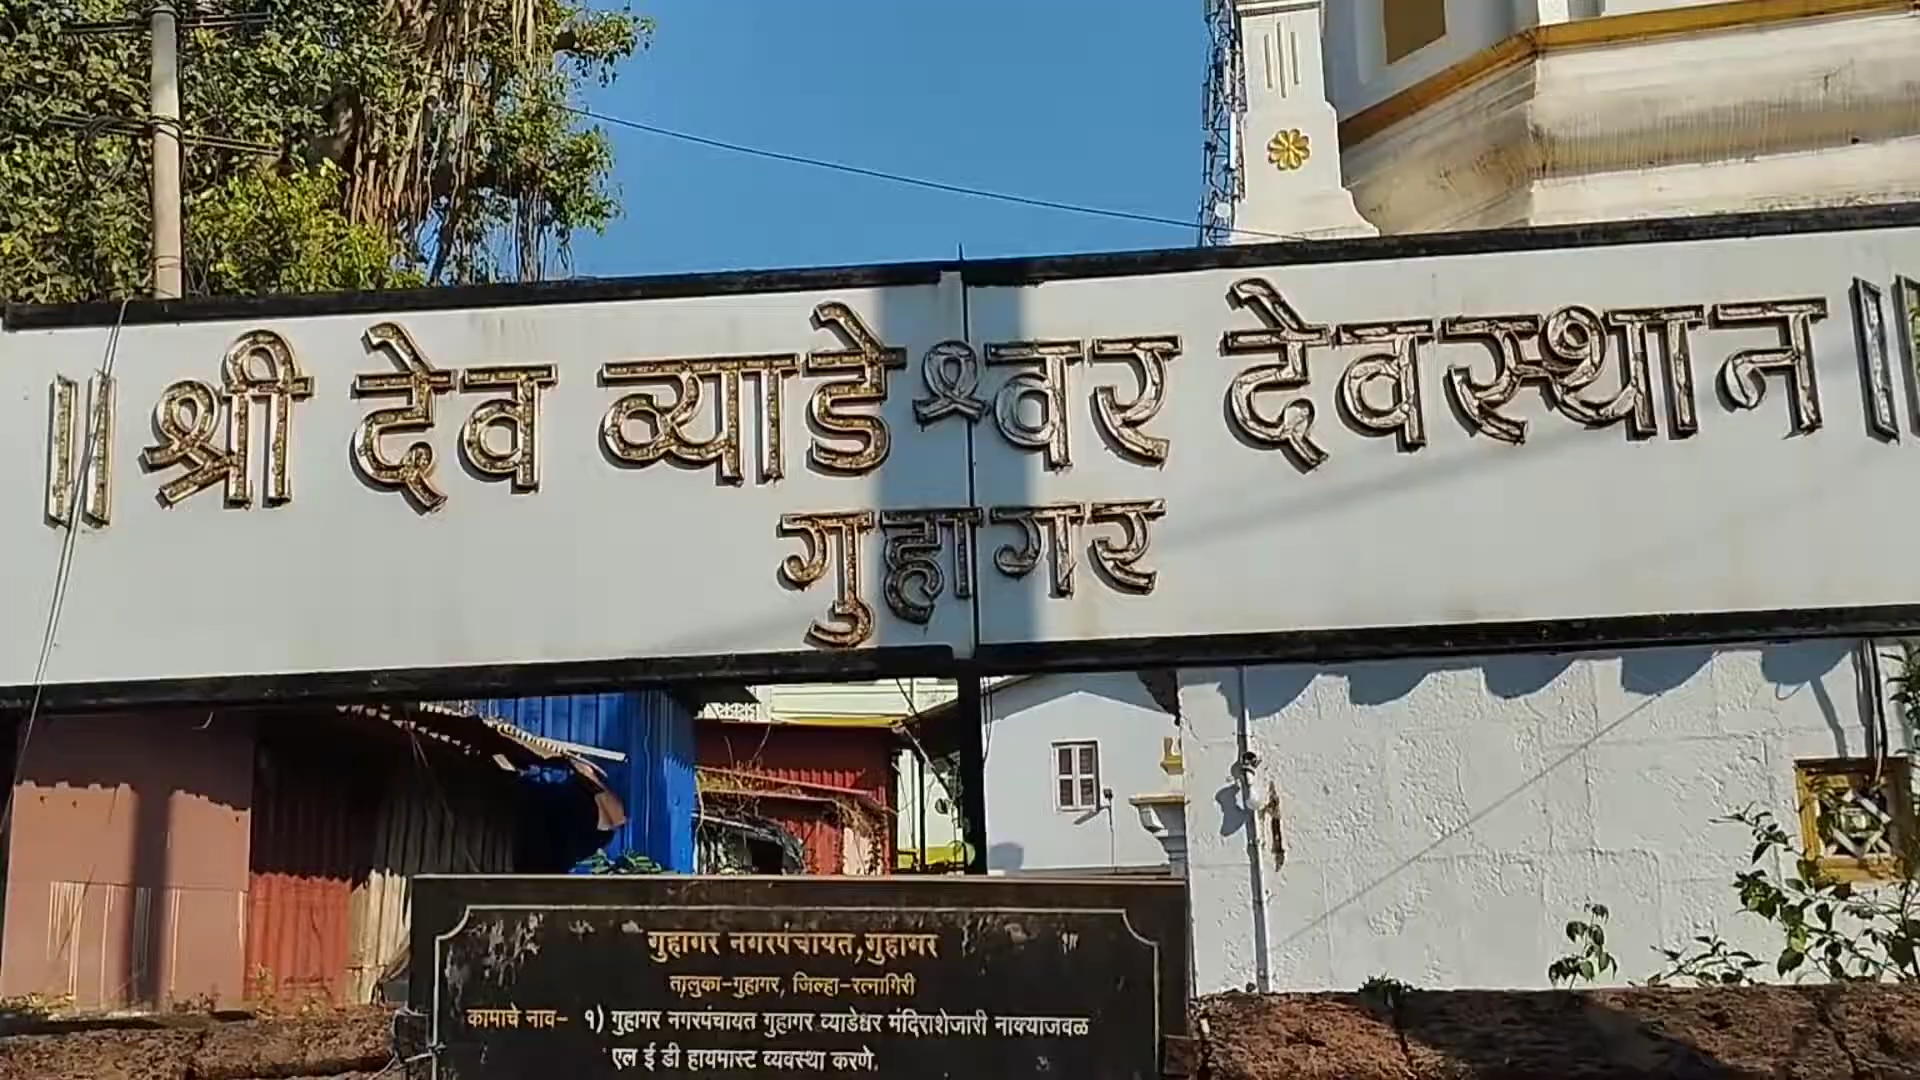 ॥ श्री देव व्याडेश्वर देवस्थान ॥
गुहागर
गुहागर नगरपंचायत,गुहागर
तालुका-गुहागर, जिल्हा-रत्नागिरी
कामाचे नाव- १) गुहागर नगरपंचायत गुहागर व्याडेश्वर मंदिराशेजारी नाक्याजवळ
एल ई डी हायमास्ट व्यवस्था करणे.